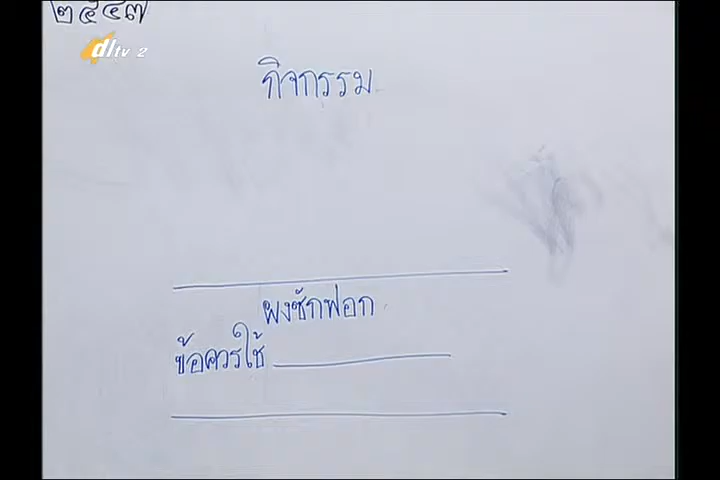 ๒๕๔๗
dltv 2
กิจกรรม
ผงซักฟอก
ข้อควรใช้